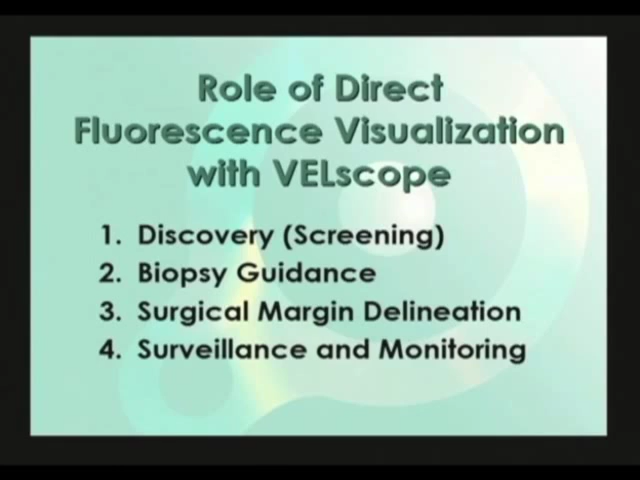 Role of Direct
Fluorescence Visualization
with VELscope
1. Discovery (Screening)
2. Biopsy Guidance
3. Surgical Margin Delineation
4. Surveillance and Monitoring